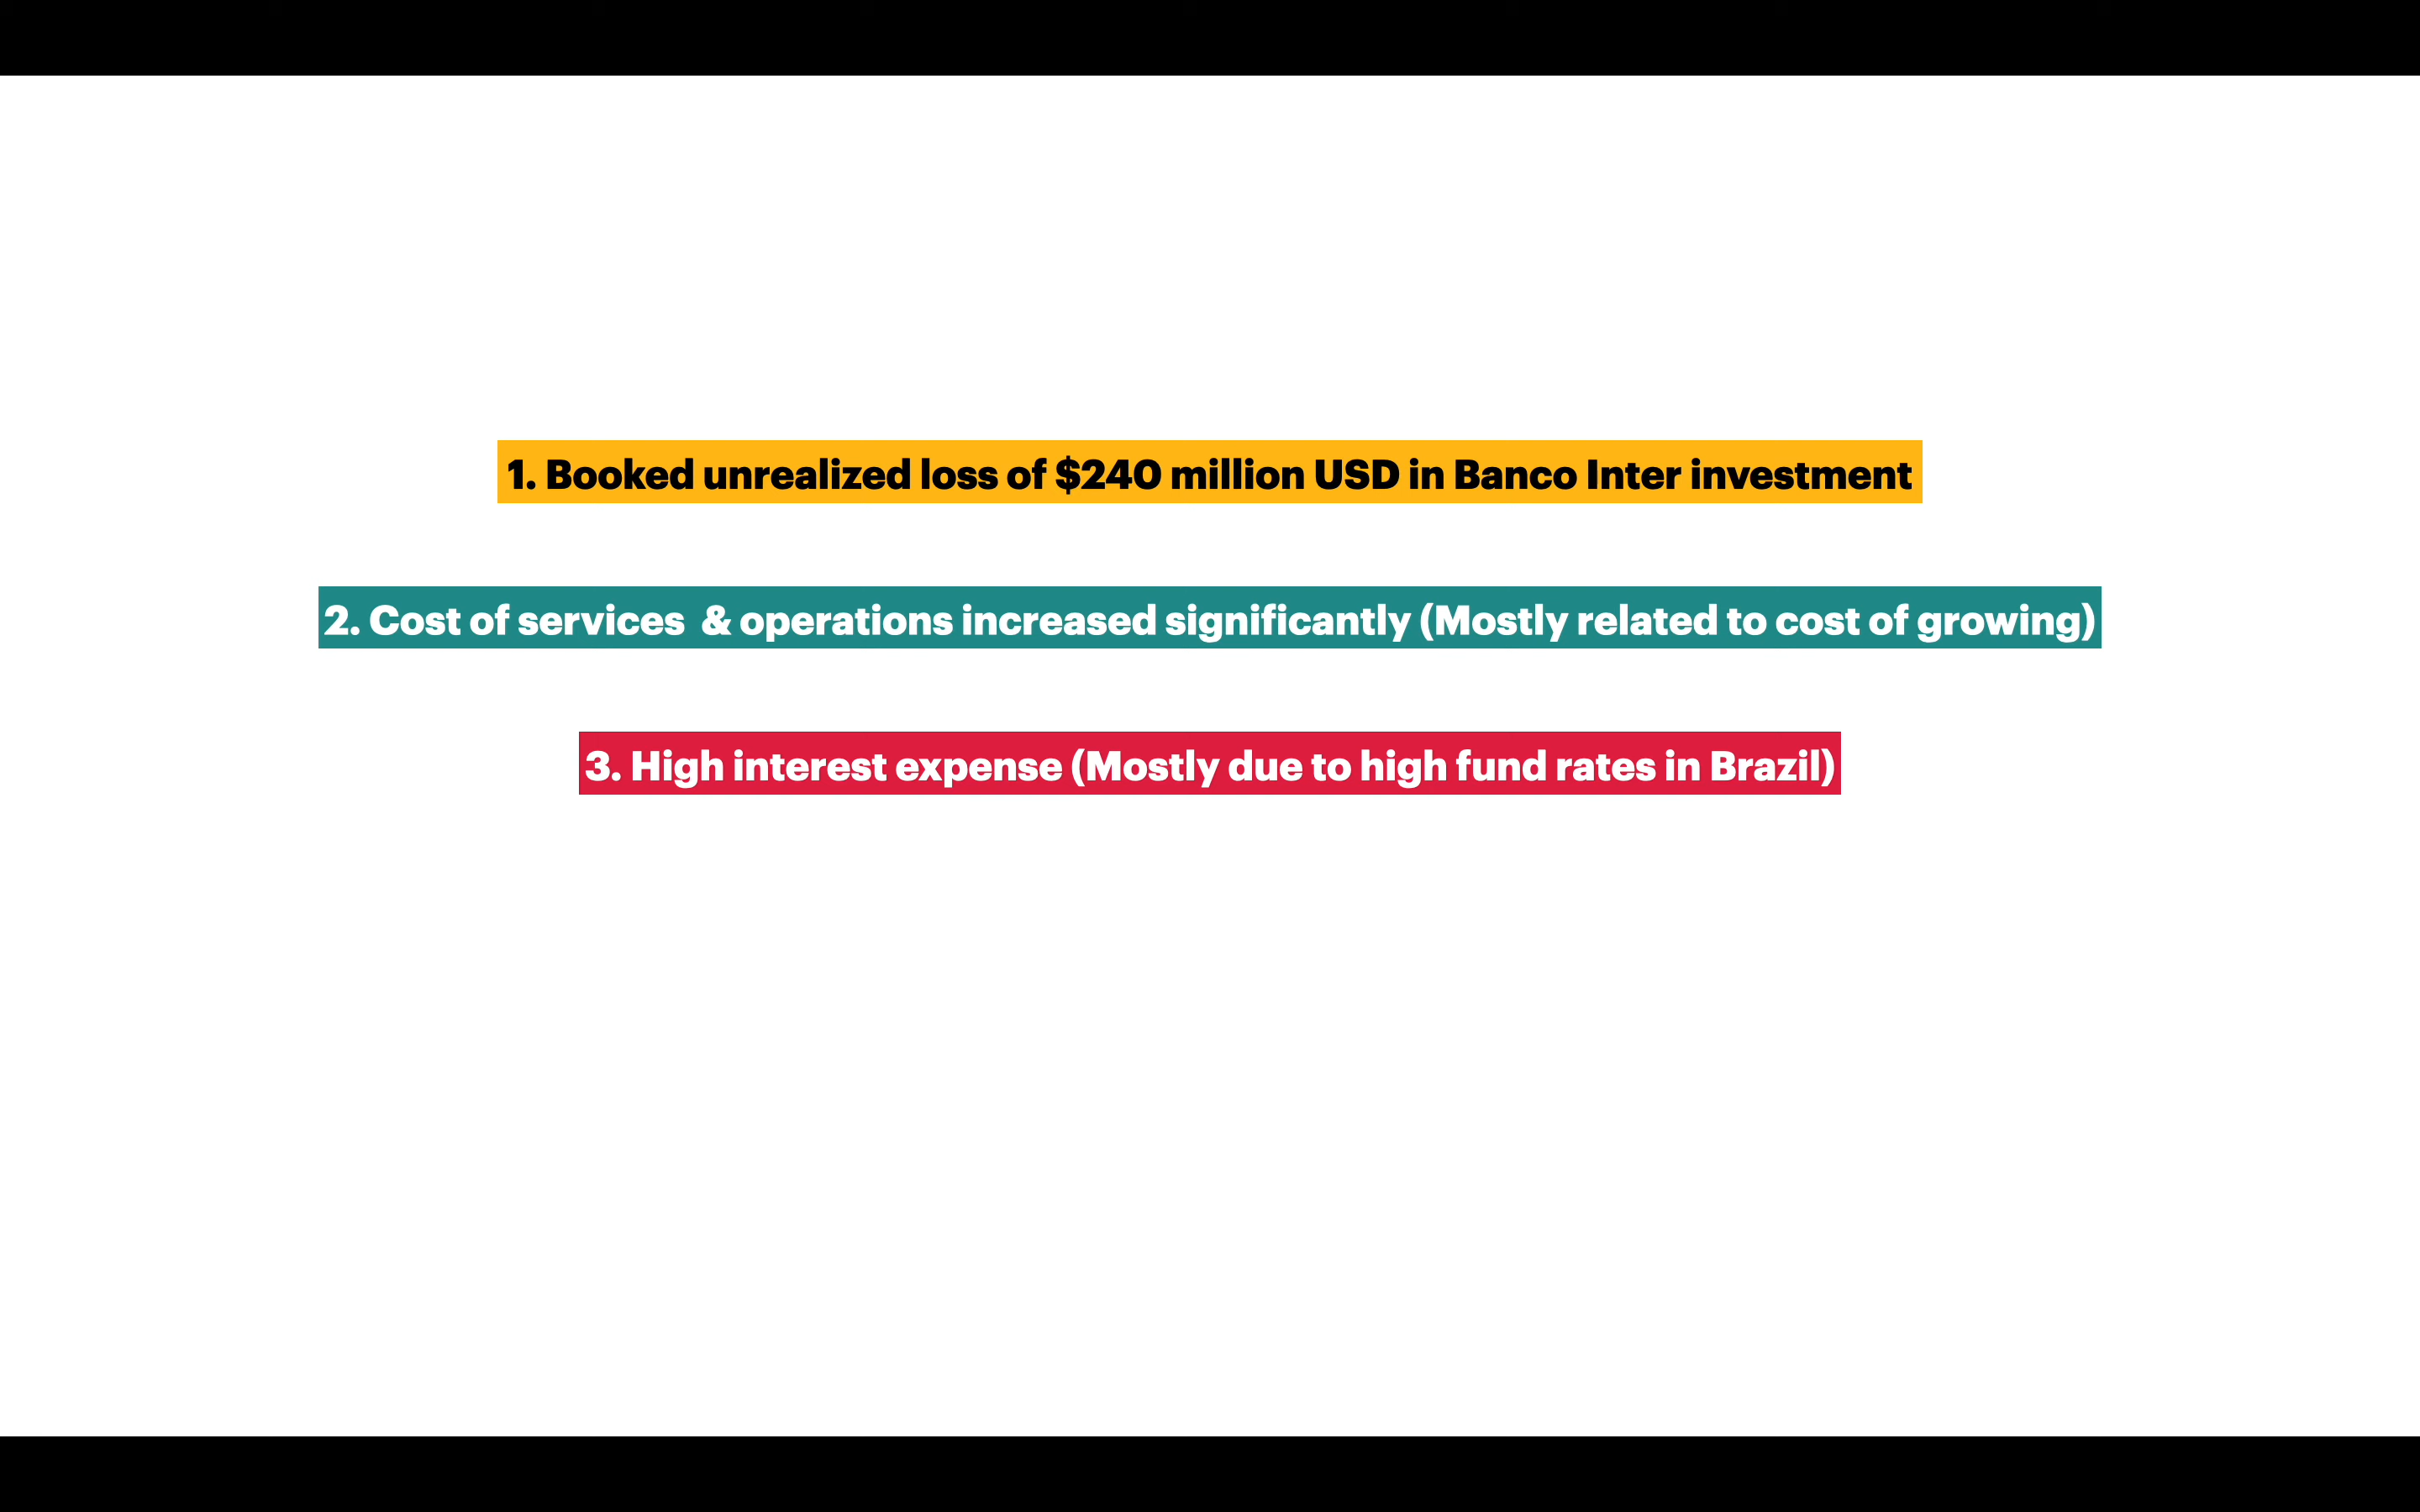 1. Booked unrealized loss of $240 million USD in Banco Inter investment
2. Cost of services  & operations increased significantly (Mostly related to cost of growing)
3. High interest expense (Mostly due to high fund rates in Brazil)